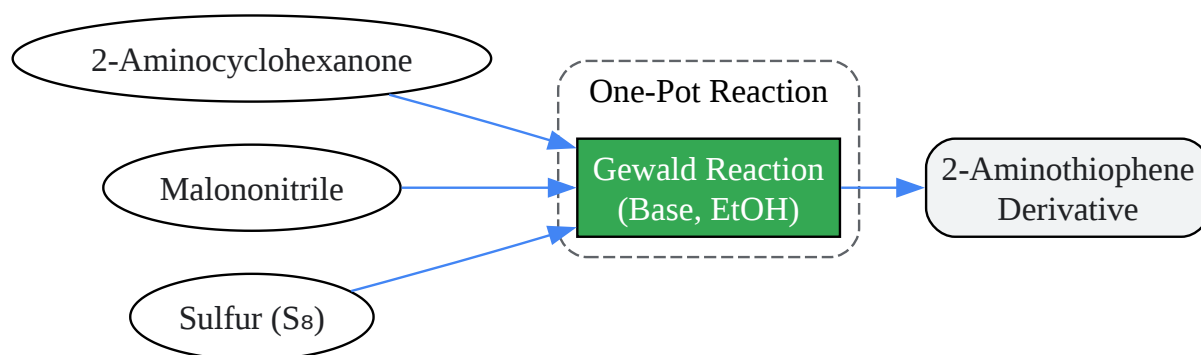 2-Aminocyclohexanone
One-Pot Reaction
Malononitrile
Gewald Reaction
(Base, EtOH)
2-Aminothiophene
Derivative
Sulfur (S₈)